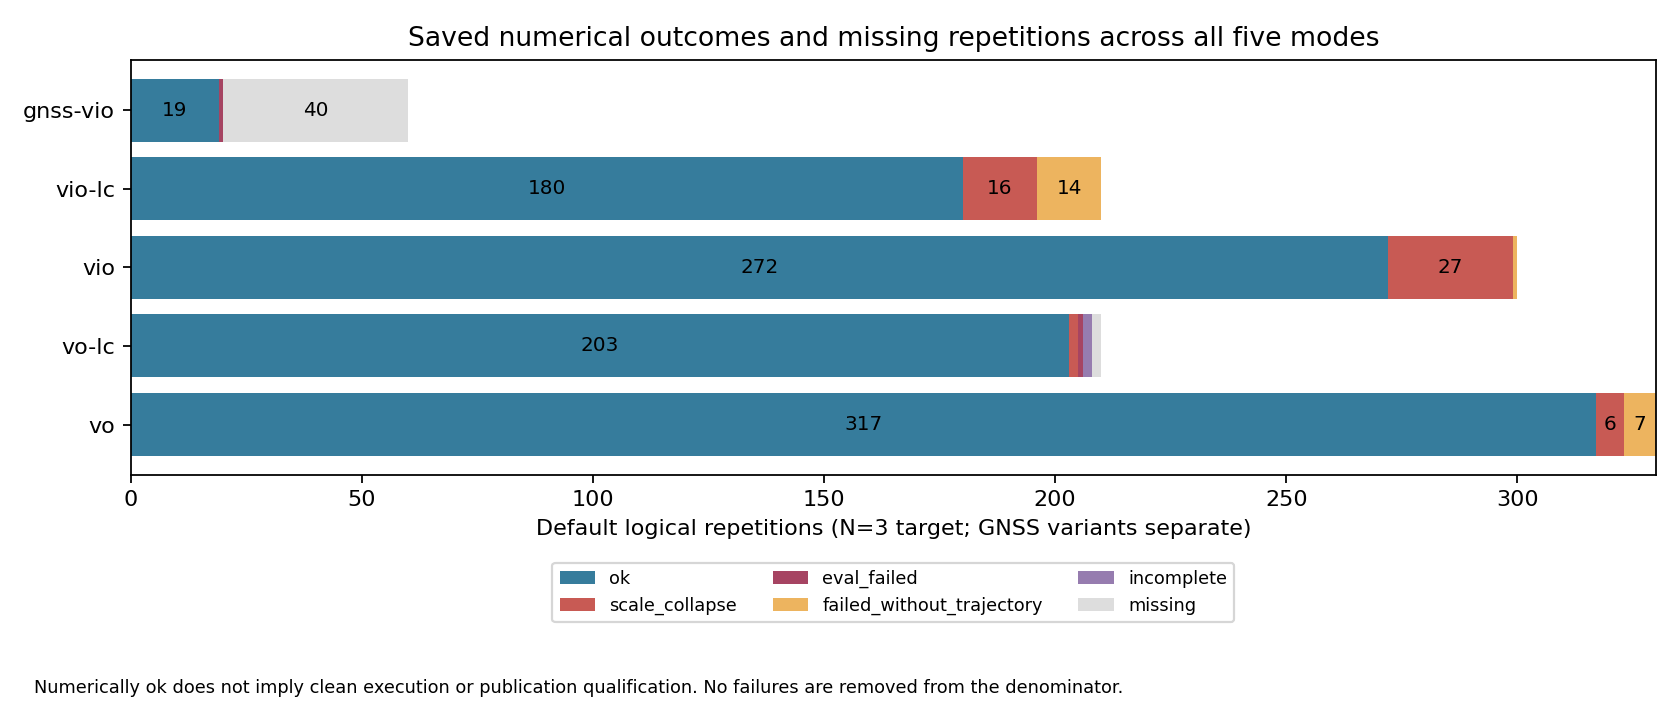 Saved numerical outcomes and missing repetitions across all five modes
gnss-vio
19
40
vio-lc
180
16
14
vio
272
27
vo-lc
203
vo
317
6
7
0
50
100
150
200
250
300
Default logical repetitions (N=3 target; GNSS variants separate)
ok
eval_failed
incomplete
scale_collapse
failed_without_trajectory
missing
Numerically ok does not imply clean execution or publication qualification. No failures are removed from the denominator.